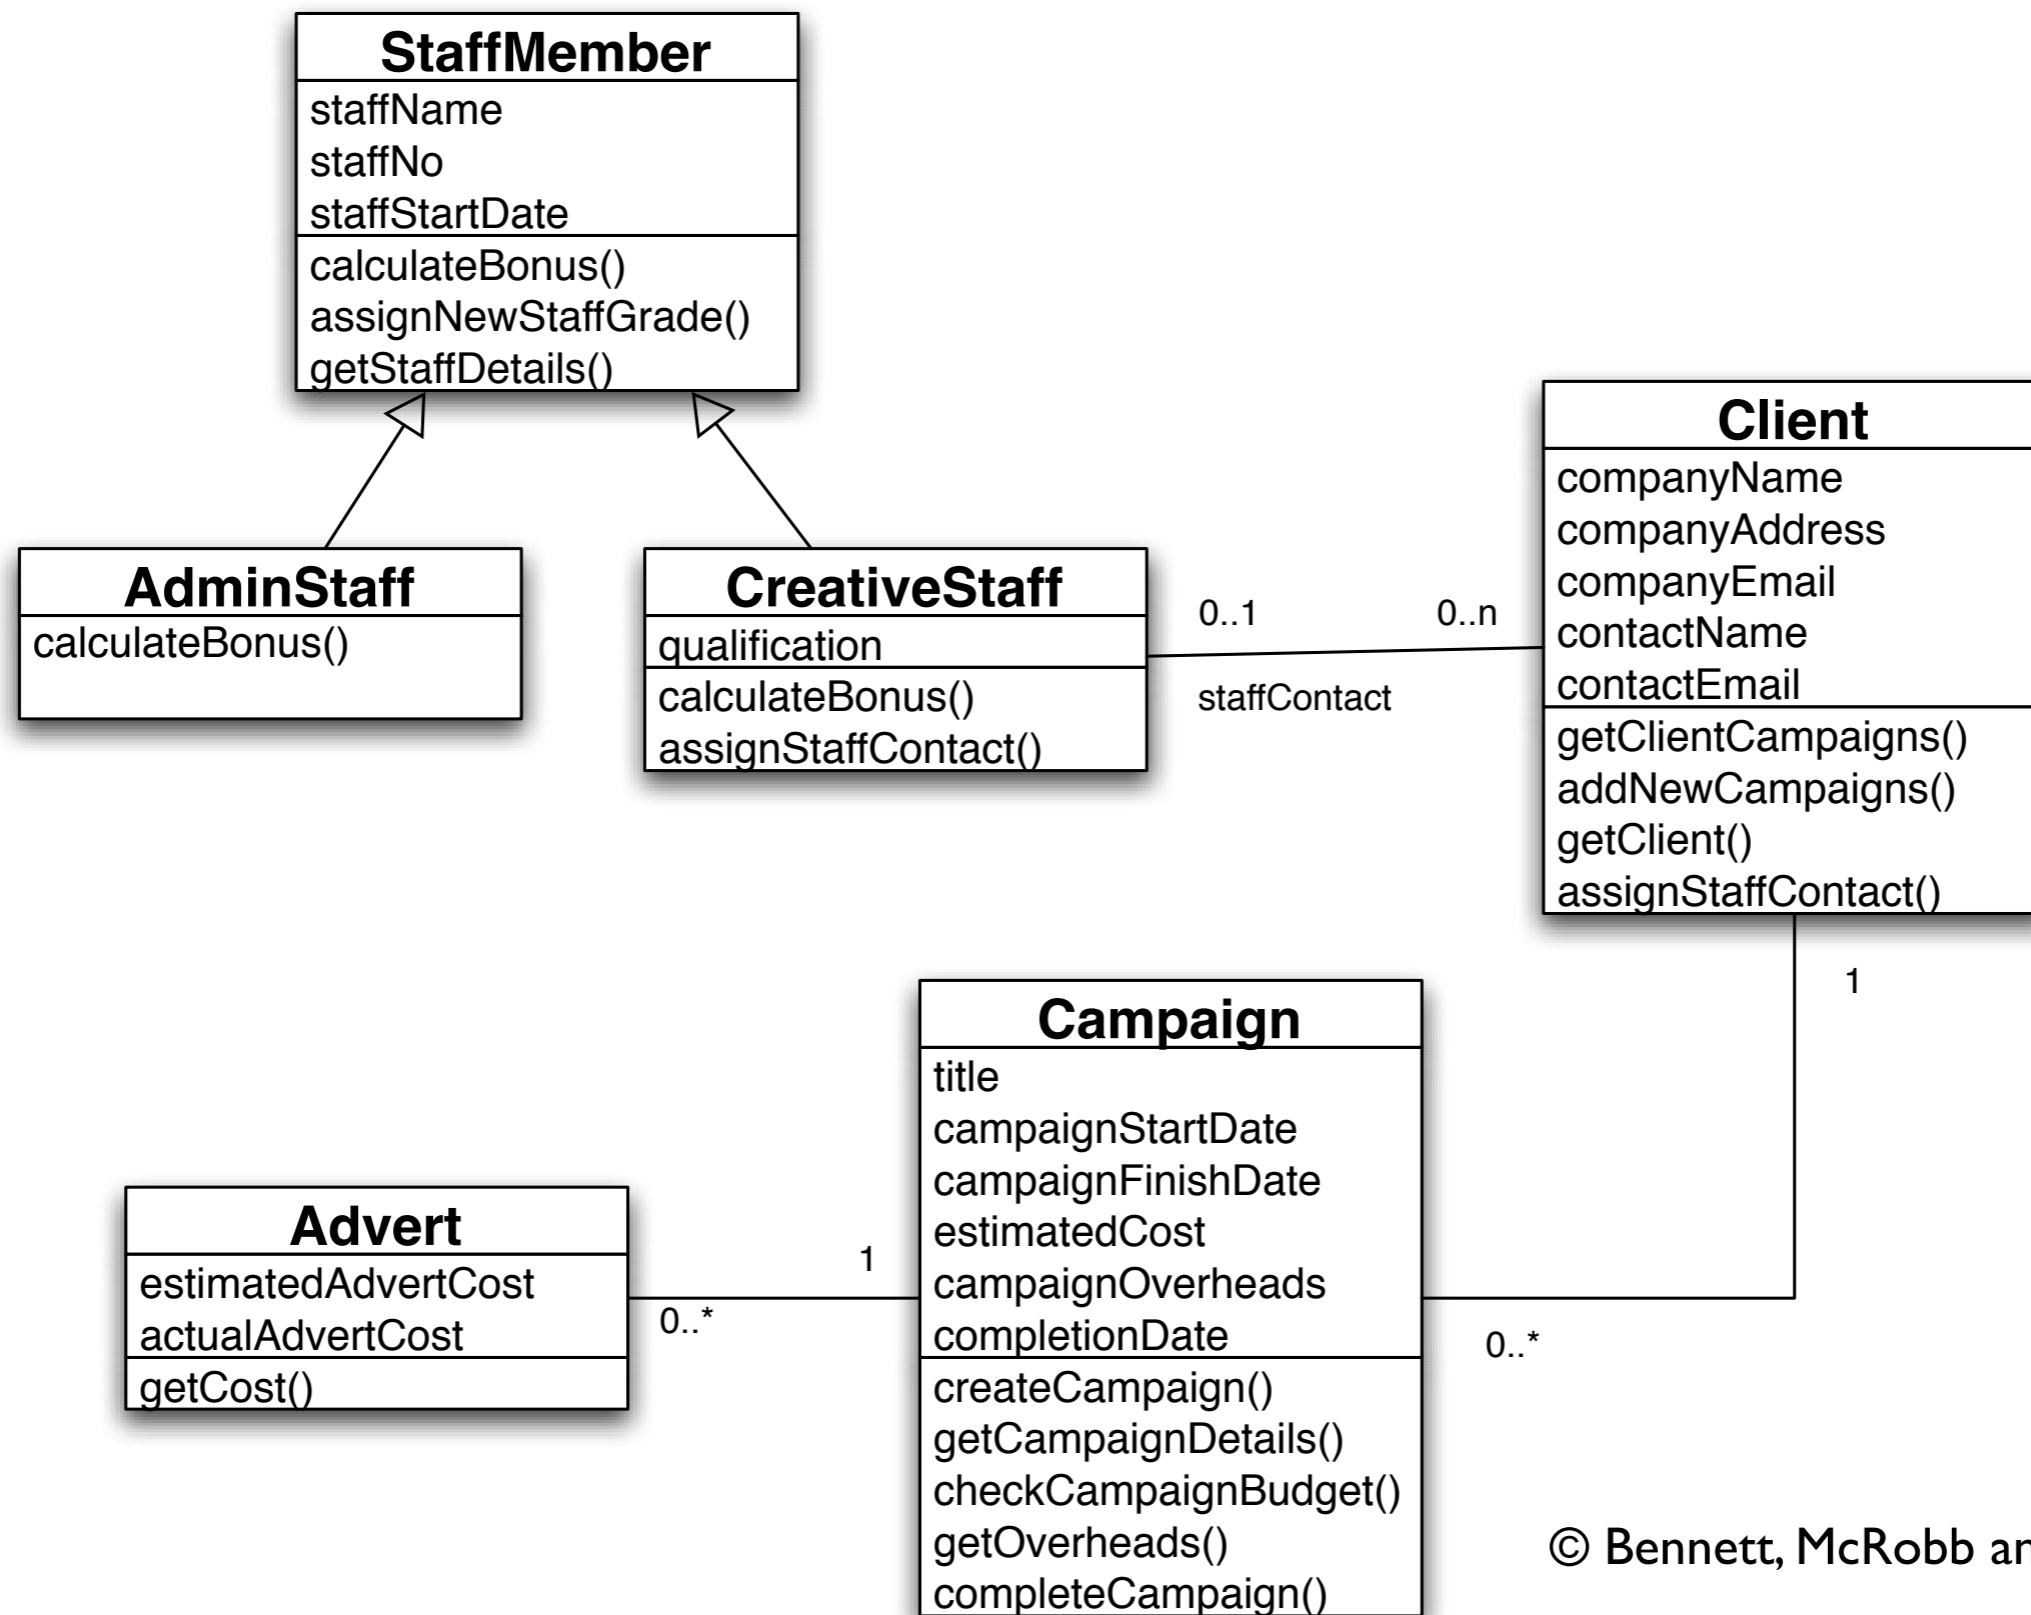 StaffMember
staffName
staffNo
staffStartDate
calculateBonus()
assignNewStaffGrade()
getStaffDetails()
AdminStaff
calculateBonus()
CreativeStaff
qualification
calculateBonus()
assignStaffContact()
0..1
0..n
staffContact
Client
companyName
companyAddress
companyEmail
contactName
contactEmail
getClientCampaigns()
addNewCampaigns()
getClient()
assignStaffContact()
1
Campaign
title
campaignStartDate
campaignFinishDate
estimatedCost
campaignOverheads
completionDate
createCampaign()
getCampaignDetails()
checkCampaignBudget()
getOverheads()
completeCampaign()
Advert
estimatedAdvertCost
actualAdvertCost
getCost()
1
0..*
0..*
© Bennett, McRobb